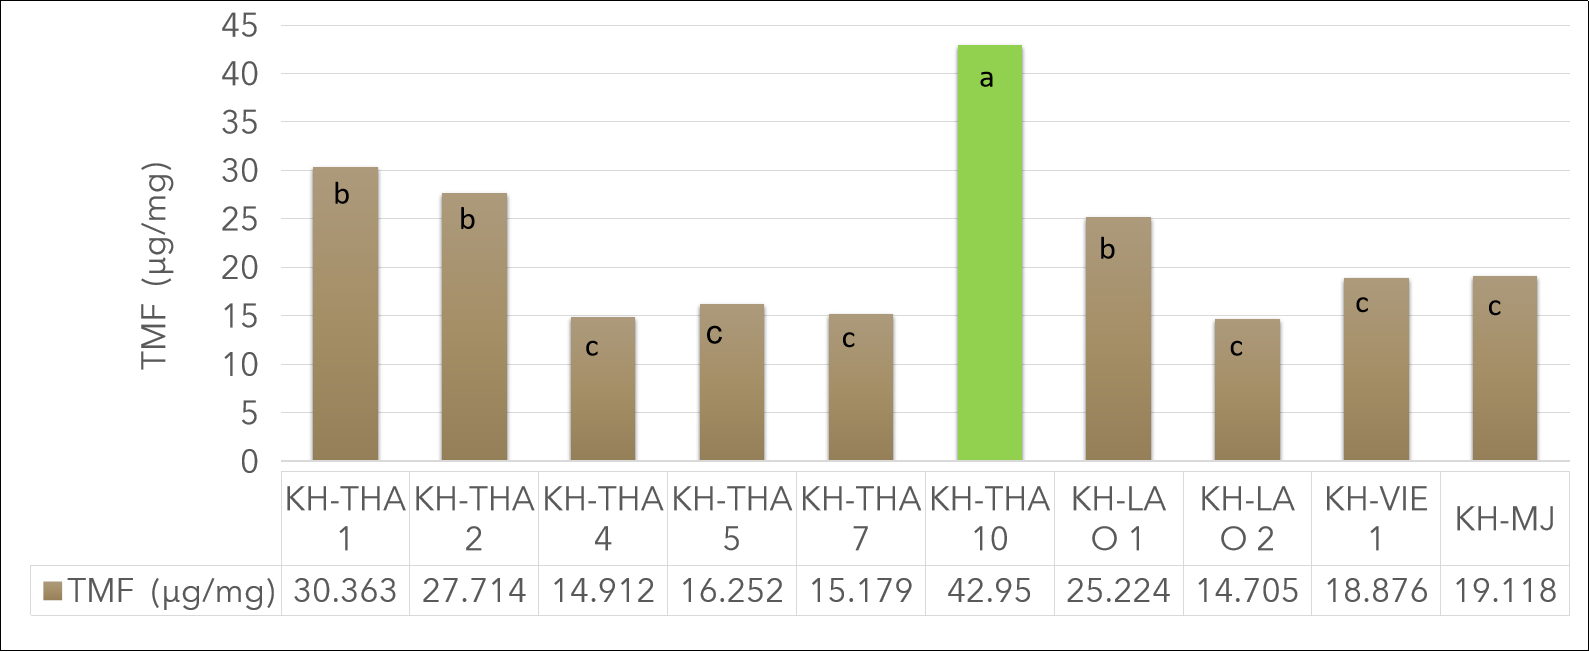 45
40
35
30
25
20
15
10
5
0
TMF (µg/mg)
a
b
b
b
c
c
c
c
c
c
KH-THA 1
KH-THA 2
KH-THA 4
KH-THA 5
KH-THA 7
KH-THA 10
KH-LA O 1
KH-LA O 2
KH-VIE 1
KH-MJ
TMF (µg/mg) 30.363 27.714 14.912 16.252 15.179 42.95 25.224 14.705 18.876 19.118